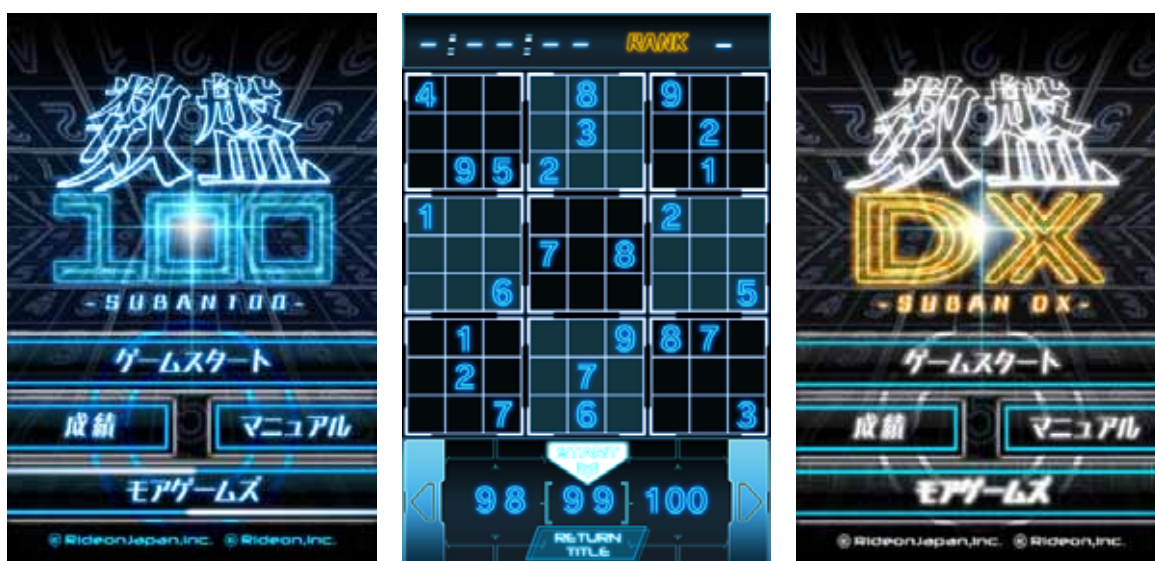 数盤
100
-SUBAN100-
ゲームスタート
成績
マニュアル
モアゲームズ
© RideonJapan,Inc. © Rideon,Inc.
-:--:-- RANK -
4 8 9
3 2
9 5 2 1
1 2
7 8
6 5
1 9 8 7
2 7
7 6 3
START
98 [99] 100
RETURN
TITLE
数盤
DX
-SUBAN DX-
ゲームスタート
成績
マニュアル
モアゲームズ
© RideonJapan,Inc. © Rideon,Inc.